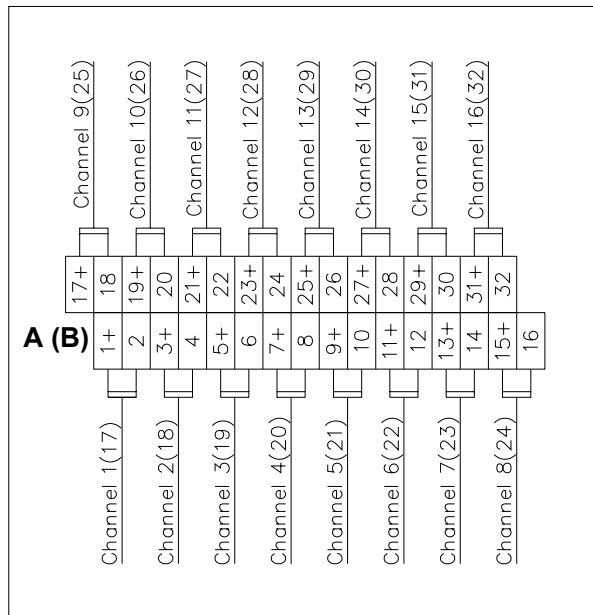 Channel 9(25)
Channel 10(26)
Channel 11(27)
Channel 12(28)
Channel 13(29)
Channel 14(30)
Channel 15(31)
Channel 16(32)
17+ 18 19+ 20 21+ 22 23+ 24 25+ 26 27+ 28 29+ 30 31+ 32
A (B)
1+ 2 3+ 4 5+ 6 7+ 8 9+ 10 11+ 12 13+ 14 15+ 16
Channel 1(17)
Channel 2(18)
Channel 3(19)
Channel 4(20)
Channel 5(21)
Channel 6(22)
Channel 7(23)
Channel 8(24)